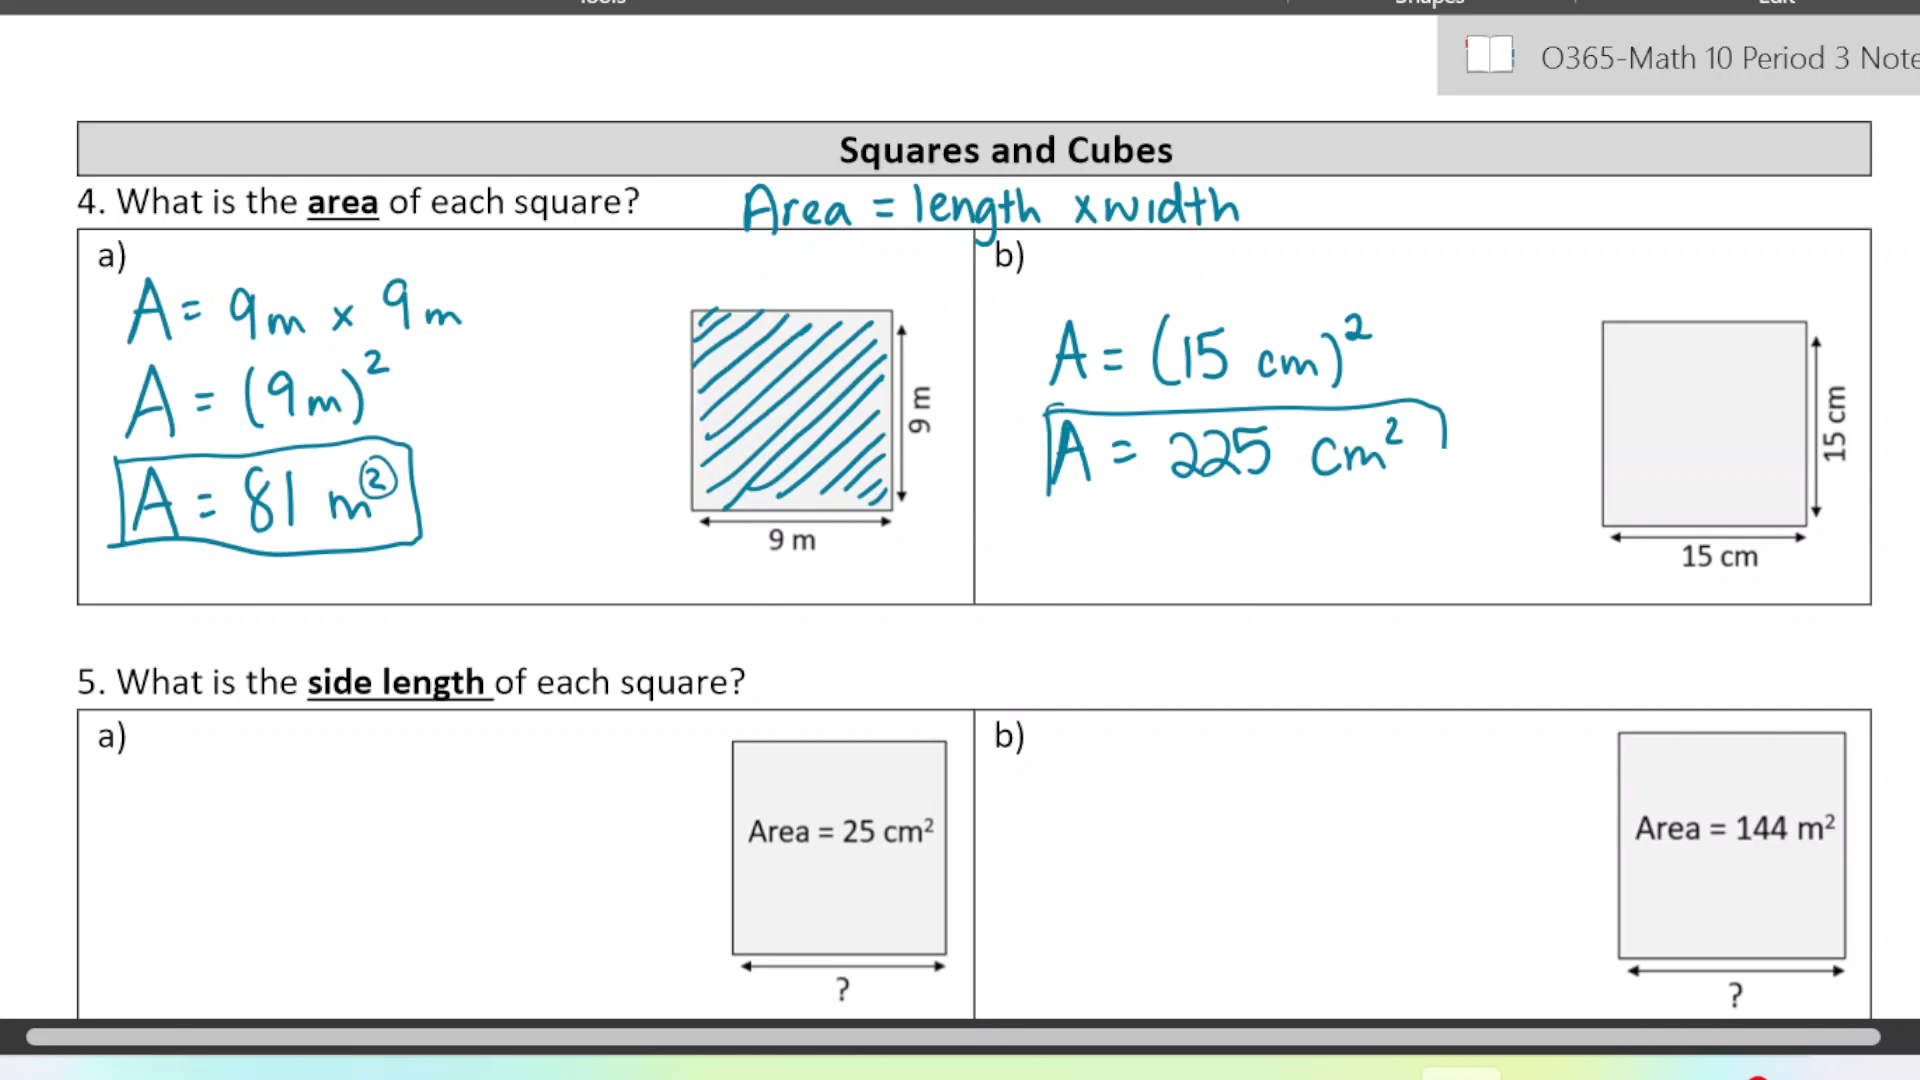 O365-Math 10 Period 3 Note
Squares and Cubes
4. What is the area of each square?
Area = length x width
a)
A = 9m x 9m
A = (9m)²
A = 81 m²
9 m
9 m
b)
A = (15 cm)²
A = 225 cm²
15 cm
15 cm
5. What is the side length of each square?
a)
Area = 25 cm²
?
b)
Area = 144 m²
?